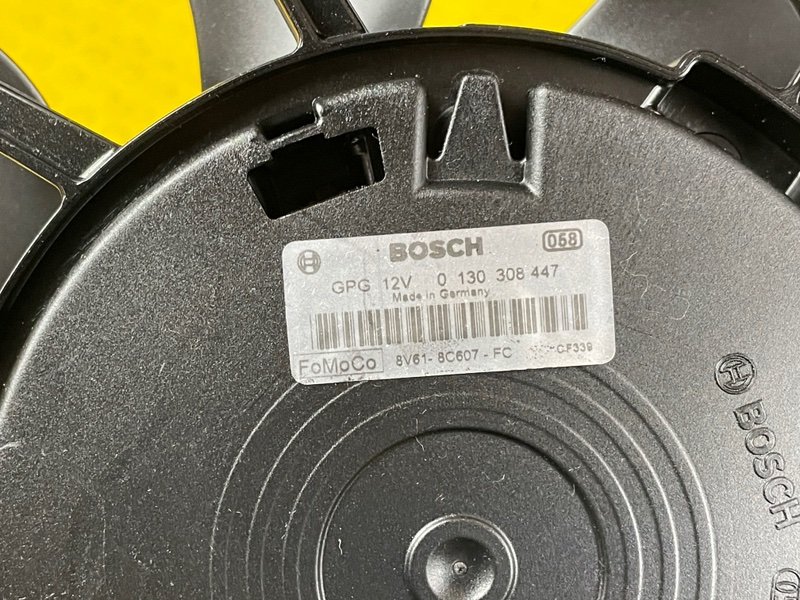 BOSCH 058
GPG 12V 0 130 308 447
Made in Germany
FoMoCo 8V61-8C607-FC CF339
BOSCH